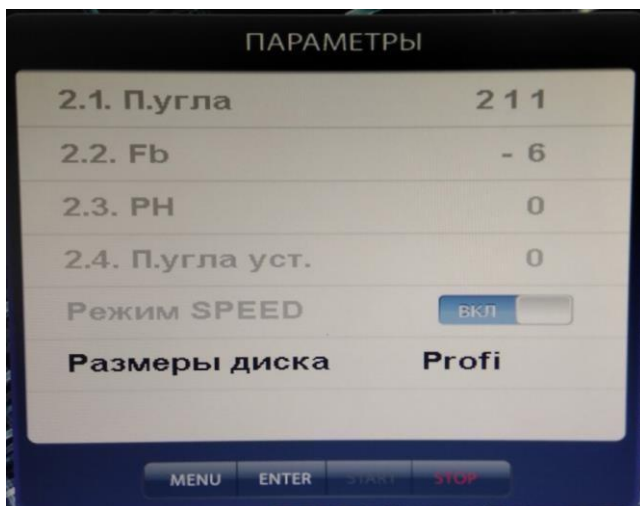 ПАРАМЕТРЫ
2.1. П.угла 211
2.2. Fb - 6
2.3. PH 0
2.4. П.угла уст. 0
Режим SPEED ВКЛ
Размеры диска Profi
MENU ENTER START STOP